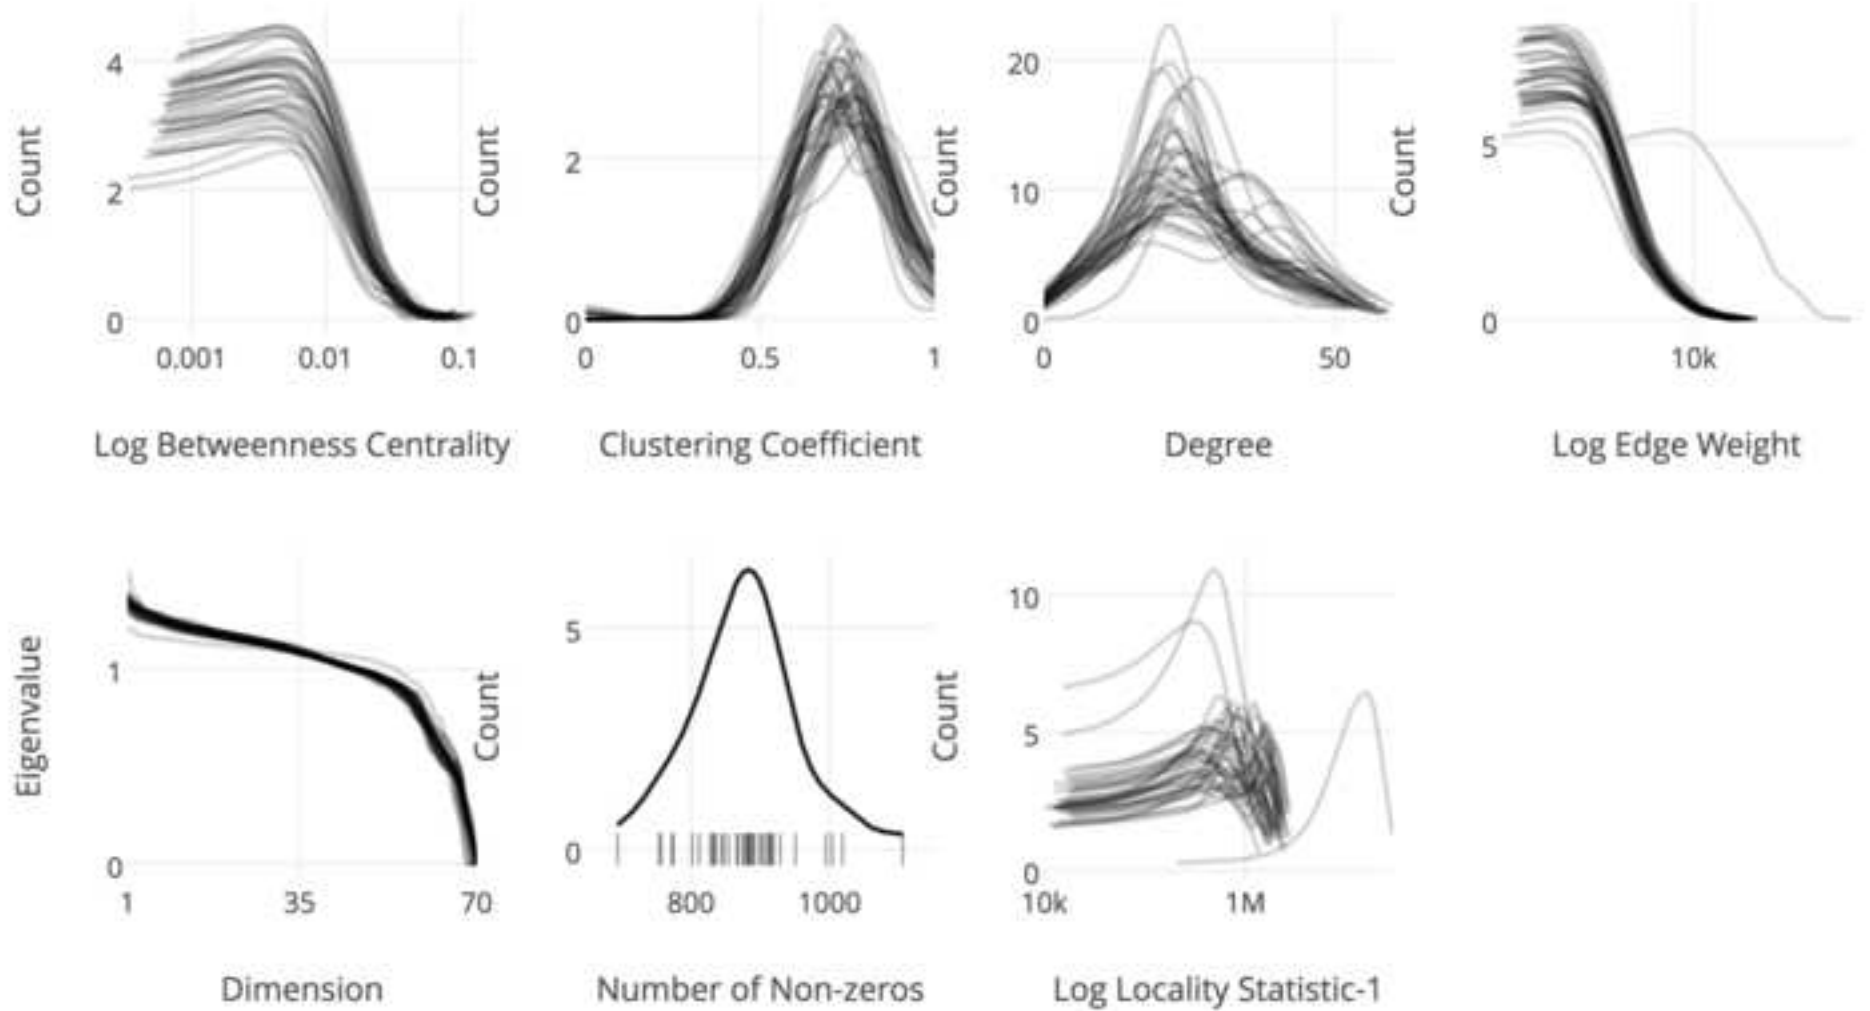 4
2
0
Count
0.001
0.01
0.1
Log Betweenness Centrality
2
0
Count
0
0.5
1
Clustering Coefficient
20
10
0
Count
0
50
Degree
5
0
Count
10k
Log Edge Weight
1
0
Eigenvalue
1
35
70
Dimension
5
0
Count
800
1000
Number of Non-zeros
10
5
0
Count
10k
1M
Log Locality Statistic-1